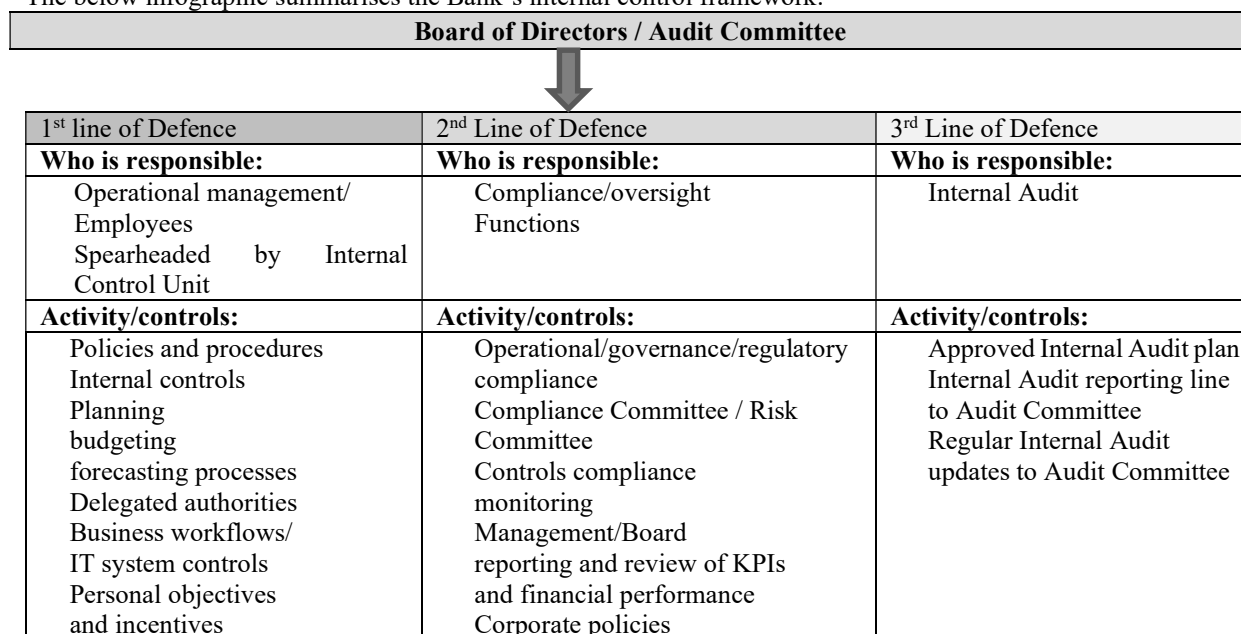 The below infographic summarises the Bank's internal control framework:
Board of Directors / Audit Committee
1st line of Defence
Who is responsible:
Operational management/
Employees
Spearheaded by Internal
Control Unit
Activity/controls:
Policies and procedures
Internal controls
Planning
budgeting
forecasting processes
Delegated authorities
Business workflows/
IT system controls
Personal objectives
and incentives
2nd Line of Defence
Who is responsible:
Compliance/oversight
Functions
Activity/controls:
Operational/governance/regulatory
compliance
Compliance Committee / Risk
Committee
Controls compliance
monitoring
Management/Board
reporting and review of KPIs
and financial performance
Corporate policies
3rd Line of Defence
Who is responsible:
Internal Audit
Activity/controls:
Approved Internal Audit plan
Internal Audit reporting line
to Audit Committee
Regular Internal Audit
updates to Audit Committee